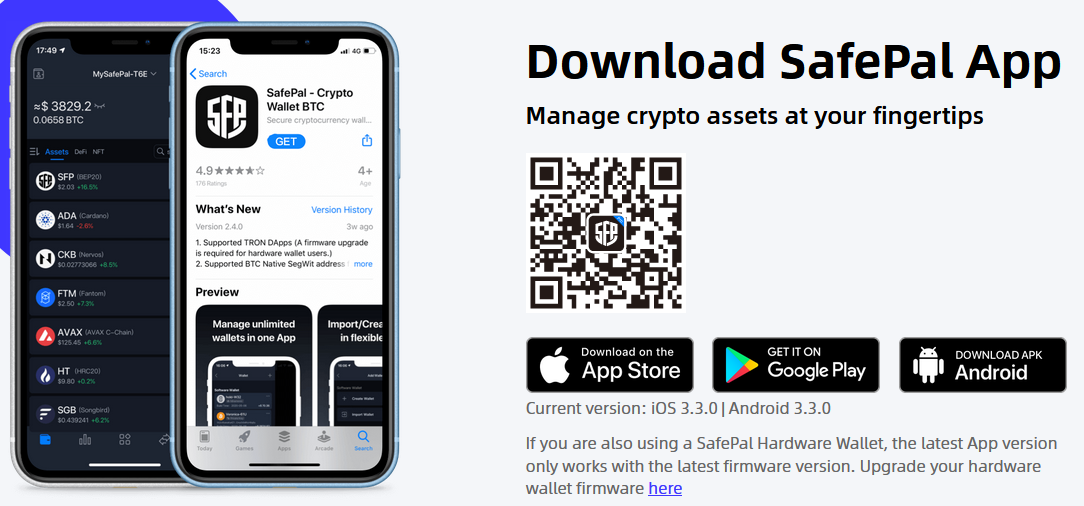 17:49
MySafePal-T6E
≈$ 3829.2
0.0658 BTC
Assets DeFi NFT
SFP (BEP20)
$2.03 +16.5%
ADA (Cardano)
$1.64 -2.6%
CKB (Nervos)
$0.02773066 +8.5%
FTM (Fantom)
$2.50 +7.3%
AVAX (AVAX C-Chain)
$125.45 +6.6%
HT (HRC20)
$9.80 +0.2%
SGB (Songbird)
$0.439241 +6.2%
15:23 4G
Search
SFP
SafePal - Crypto
Wallet BTC
Secure cryptocurrency wall...
GET
4.9 4+
176 Ratings Age
What's New Version History
Version 2.4.0 3w ago
1. Supported TRON DApps (A firmware upgrade
is required for hardware wallet users.)
2. Supported BTC Native SegWit address more
Preview
Manage unlimited
wallets in one App
Import/Crea
in flexible
Wallet
Software Wallet
Create Wallet
Import Wallet
Today Games Apps Arcade Search
Download SafePal App
Manage crypto assets at your fingertips
SFP
Download on the
App Store
GET IT ON
Google Play
DOWNLOAD APK
Android
Current version: iOS 3.3.0 | Android 3.3.0
If you are also using a SafePal Hardware Wallet, the latest App version
only works with the latest firmware version. Upgrade your hardware
wallet firmware here